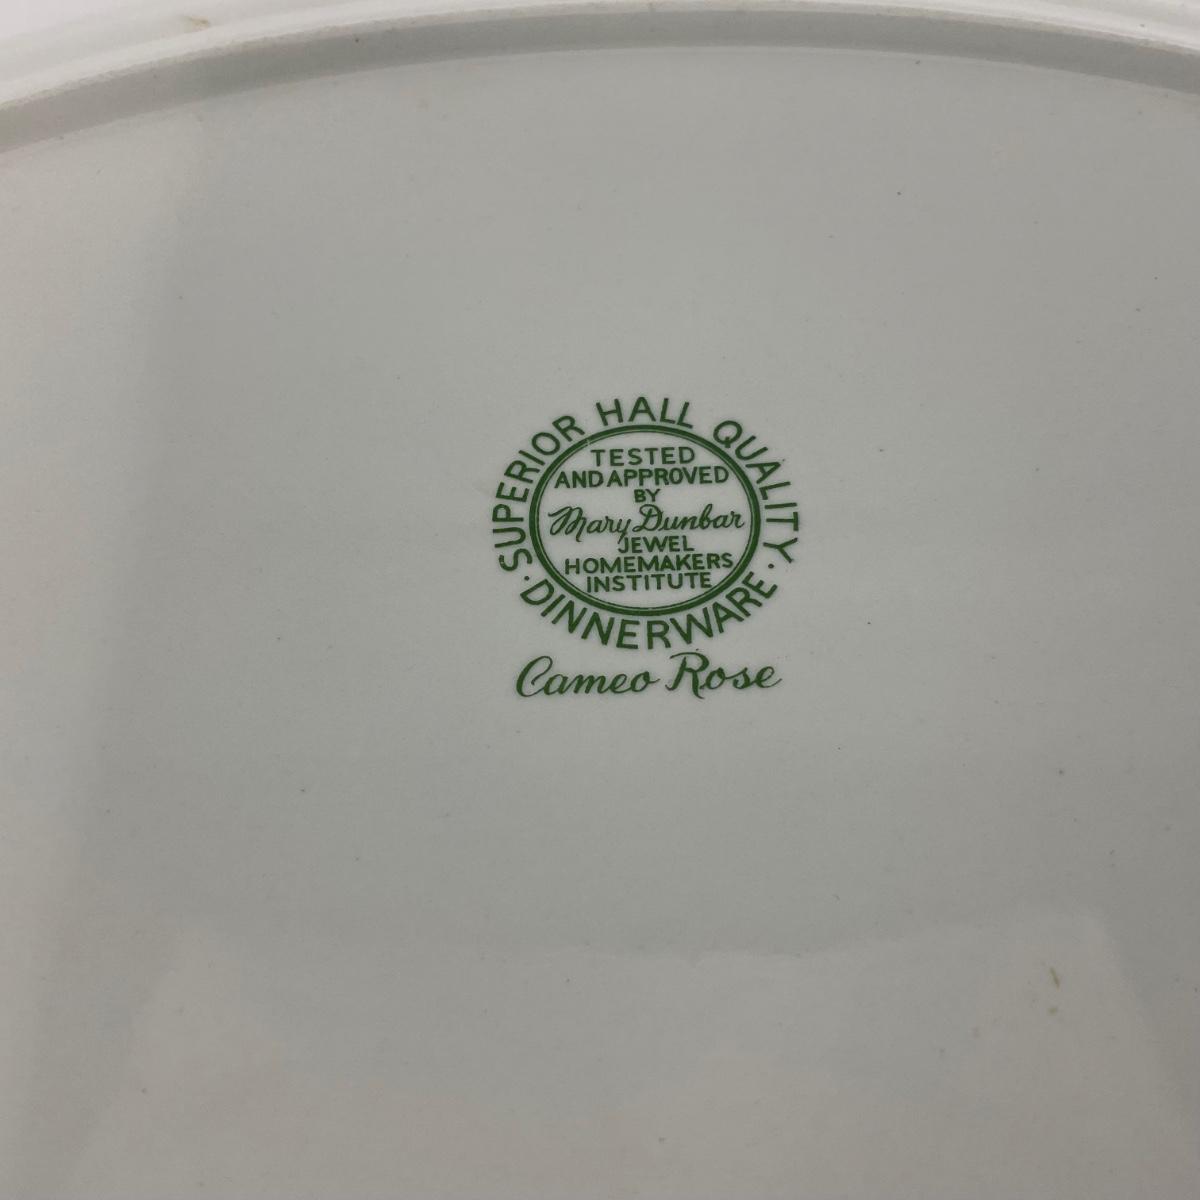 SUPERIOR HALL QUALITY
TESTED
AND APPROVED
BY
Mary Dunbar
JEWEL
HOMEMAKERS
INSTITUTE
· DINNERWARE ·
Cameo Rose